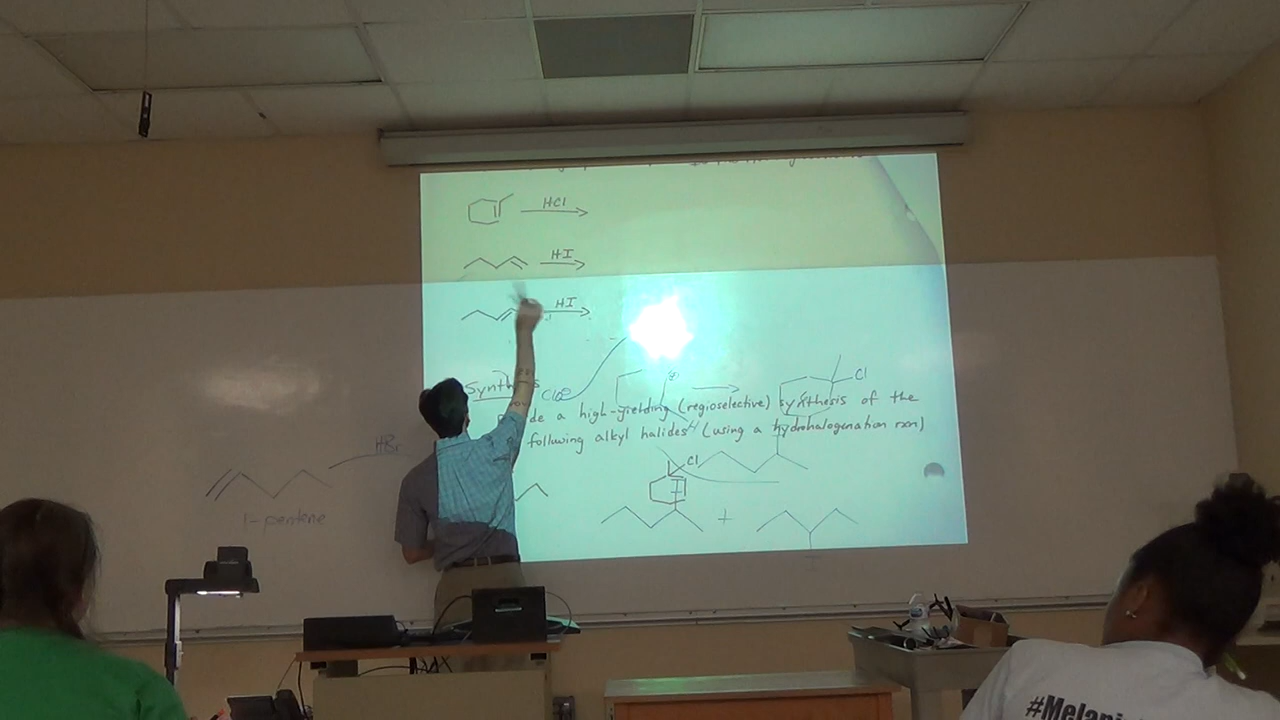 HCl
HI
HI
Synthesis
Cl⊖
⊕
Cl
de a high-yielding (regioselective) synthesis of the
following alkyl halides (using a hydrohalogenation rxn)
H
HBr
Cl
I
+
1-pentene
#Melani